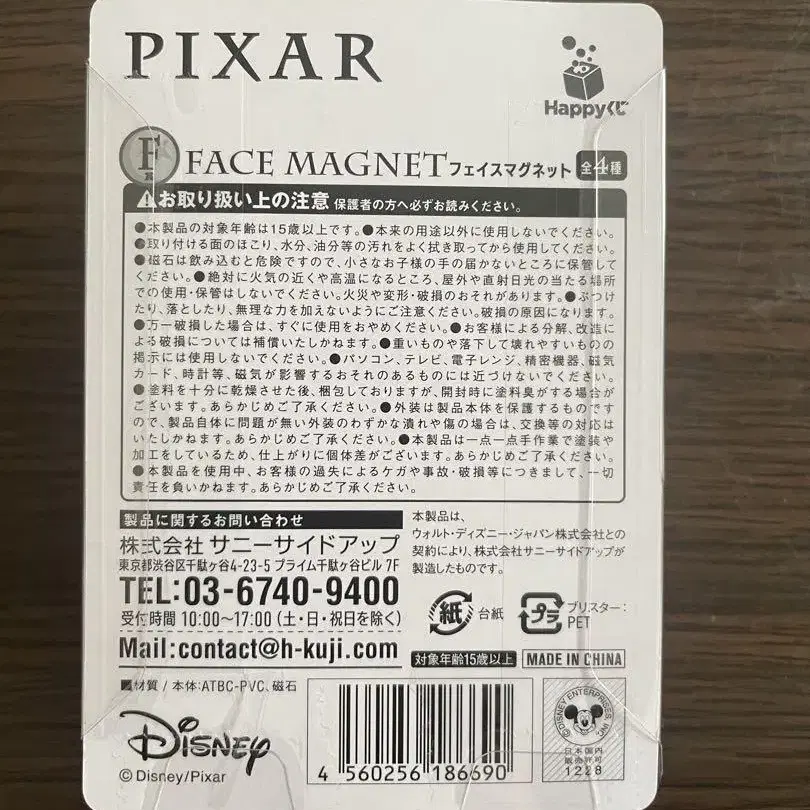 PIXAR
Happyくじ
F賞 FACE MAGNET フェイスマグネット 全4種
お取り扱い上の注意 保護者の方へ必ずお読みください。
●本製品の対象年齢は15歳以上です。●本来の用途以外に使用しないでください。
●取り付ける面のほこり、水分、油分等の汚れをよく拭き取ってから使用してください。
●磁石は飲み込むと危険ですので、小さなお子様の手の届かないところに保管して
ください。●絶対に火気の近くや高温になるところ、屋外や直射日光の当たる場所
での使用・保管はしないでください。火災や変形・破損のおそれがあります。●ぶつけ
たり、落としたり、無理な力を加えないようにご注意ください。破損の原因になります。
●万一破損した場合は、すぐに使用をおやめください。●お客様による分解、改造に
よる破損については補償いたしかねます。●重いものや落下して壊れやすいものの
掲示には使用しないでください。●パソコン、テレビ、電子レンジ、精密機器、磁気
カード、時計等、磁気が影響するおそれのあるものには近づけないでください。
●塗料を十分に乾燥させた後、梱包しておりますが、開封時に塗料臭がする場合が
ございます。あらかじめご了承ください。●外装は製品本体を保護するものですの
で、製品自体に問題が無い外装のわずかな潰れや傷の場合は、交換等の対応は
いたしかねます。あらかじめご了承ください。●本製品は一点一点手作業で塗装や
加工をしているため、仕上がりに個体差がございます。あらかじめご了承ください。
●本製品を使用中、お客様の過失によるケガや事故・破損等につきまして、一切
責任を負いかねます。あらかじめご了承ください。
製品に関するお問い合わせ
株式会社 サニーサイドアップ
東京都渋谷区千駄ヶ谷4-23-5 プライム千駄ヶ谷ビル 7F
TEL:03-6740-9400
受付時間 10:00〜17:00 (土・日・祝日を除く)
Mail:contact@h-kuji.com
本製品は、
ウォルト・ディズニー・ジャパン株式会社との
契約により、株式会社サニーサイドアップが
製造したものです。
紙 台紙
プラ ブリスター:
PET
対象年齢15歳以上
MADE IN CHINA
■材質 / 本体:ATBC-PVC、磁石
Disney
©Disney/Pixar
4 560256 186690
©DISNEY ENTERPRISES INC.
日本国内
販売許可
1228